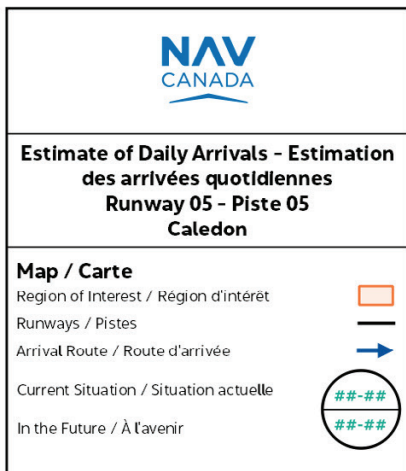 NAV
CANADA
Estimate of Daily Arrivals - Estimation
des arrivées quotidiennes
Runway 05 - Piste 05
Caledon
Map / Carte
Region of Interest / Région d'intérêt
Runways / Pistes
Arrival Route / Route d'arrivée
Current Situation / Situation actuelle
##-##
In the Future / À l'avenir
##-##